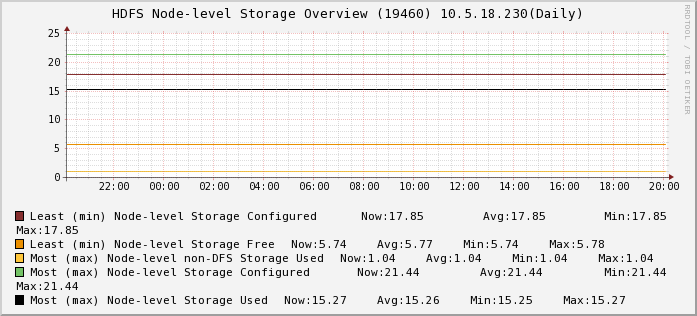 HDFS Node-level Storage Overview (19460) 10.5.18.230(Daily)
RRDTOOL / TOBI OETIKER
25
20
15
10
5
0
22:00 00:00 02:00 04:00 06:00 08:00 10:00 12:00 14:00 16:00 18:00 20:00
Least (min) Node-level Storage Configured Now:17.85 Avg:17.85 Min:17.85
Max:17.85
Least (min) Node-level Storage Free Now:5.74 Avg:5.77 Min:5.74 Max:5.78
Most (max) Node-level non-DFS Storage Used Now:1.04 Avg:1.04 Min:1.04 Max:1.04
Most (max) Node-level Storage Configured Now:21.44 Avg:21.44 Min:21.44
Max:21.44
Most (max) Node-level Storage Used Now:15.27 Avg:15.26 Min:15.25 Max:15.27